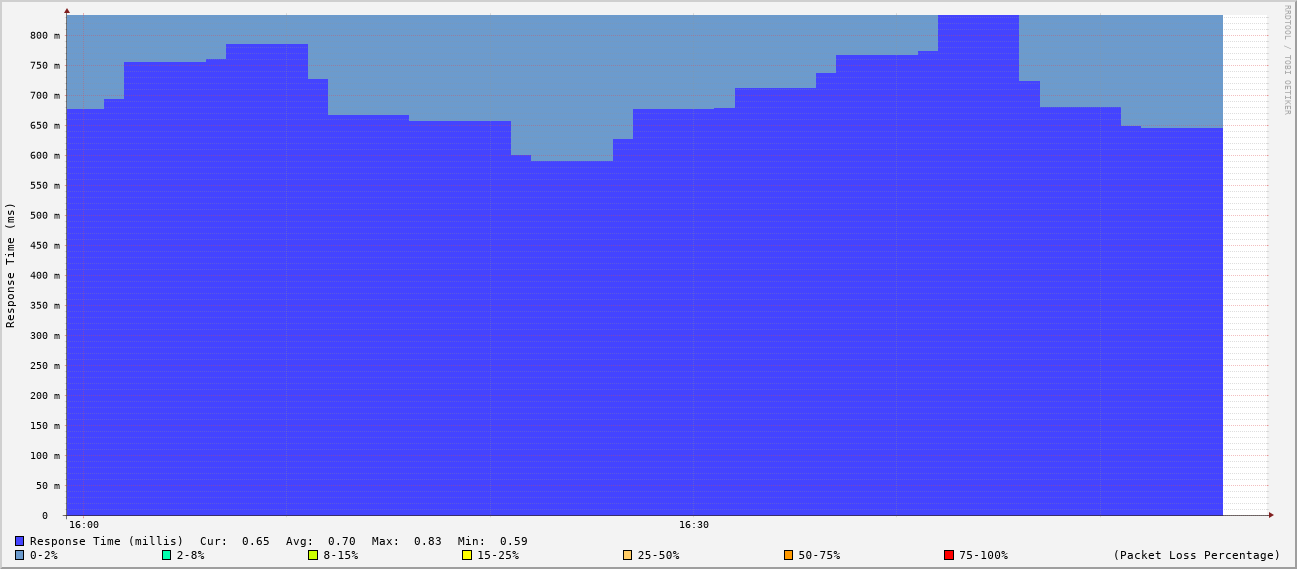 RRDTOOL / TOBI OETIKER
Response Time (ms)
800 m
750 m
700 m
650 m
600 m
550 m
500 m
450 m
400 m
350 m
300 m
250 m
200 m
150 m
100 m
50 m
0
16:00 16:30
Response Time (millis) Cur: 0.65 Avg: 0.70 Max: 0.83 Min: 0.59
0-2% 2-8% 8-15% 15-25% 25-50% 50-75% 75-100% (Packet Loss Percentage)